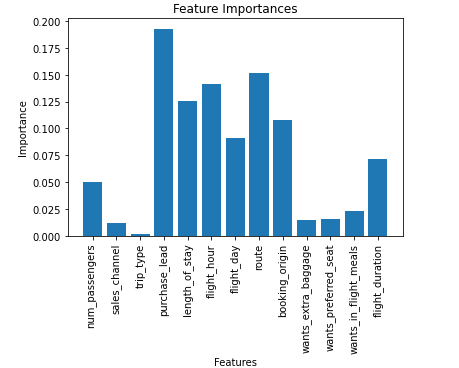 Feature Importances
Importance
0.200
0.175
0.150
0.125
0.100
0.075
0.050
0.025
0.000
num_passengers
sales_channel
trip_type
purchase_lead
length_of_stay
flight_hour
flight_day
route
booking_origin
wants_extra_baggage
wants_preferred_seat
wants_in_flight_meals
flight_duration
Features